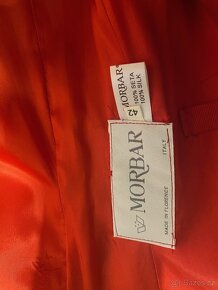 MORBAR
100% SETA
100% SILK
42
MORBAR
ITALY
MADE IN FLORENCE